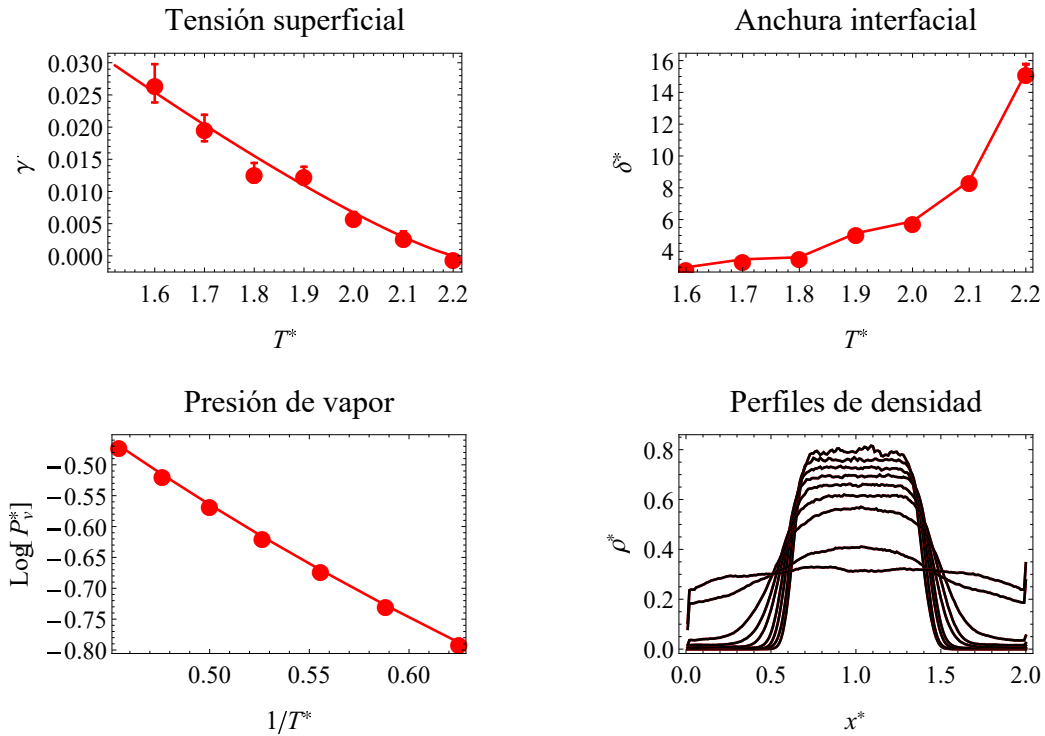 Tensión superficial
0.030
0.025
0.020
0.015
0.010
0.005
0.000
γ
1.6 1.7 1.8 1.9 2.0 2.1 2.2
T*
Anchura interfacial
16
14
12
10
8
6
4
δ*
1.6 1.7 1.8 1.9 2.0 2.1 2.2
T*
Presión de vapor
−0.50
−0.55
−0.60
−0.65
−0.70
−0.75
−0.80
Log[ P_v*]
0.50 0.55 0.60
1/T*
Perfiles de densidad
0.8
0.6
0.4
0.2
0.0
ρ*
0.0 0.5 1.0 1.5 2.0
x*